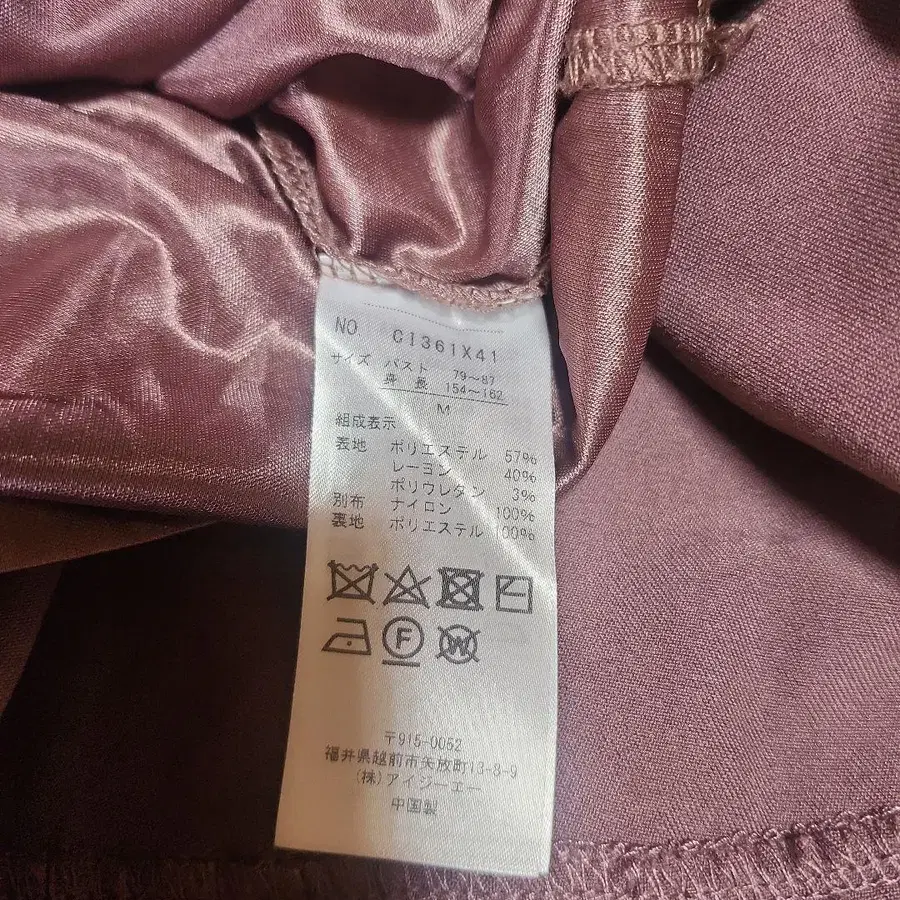 NO C1361X41
サイズ バスト 79～87
身長 154～162
M
組成表示
表地 ポリエステル 57%
レーヨン 40%
ポリウレタン 3%
別布 ナイロン 100%
裏地 ポリエステル 100%
F W
〒915-0052
福井県越前市矢放町13-8-9
(株)アイジーエー
中国製